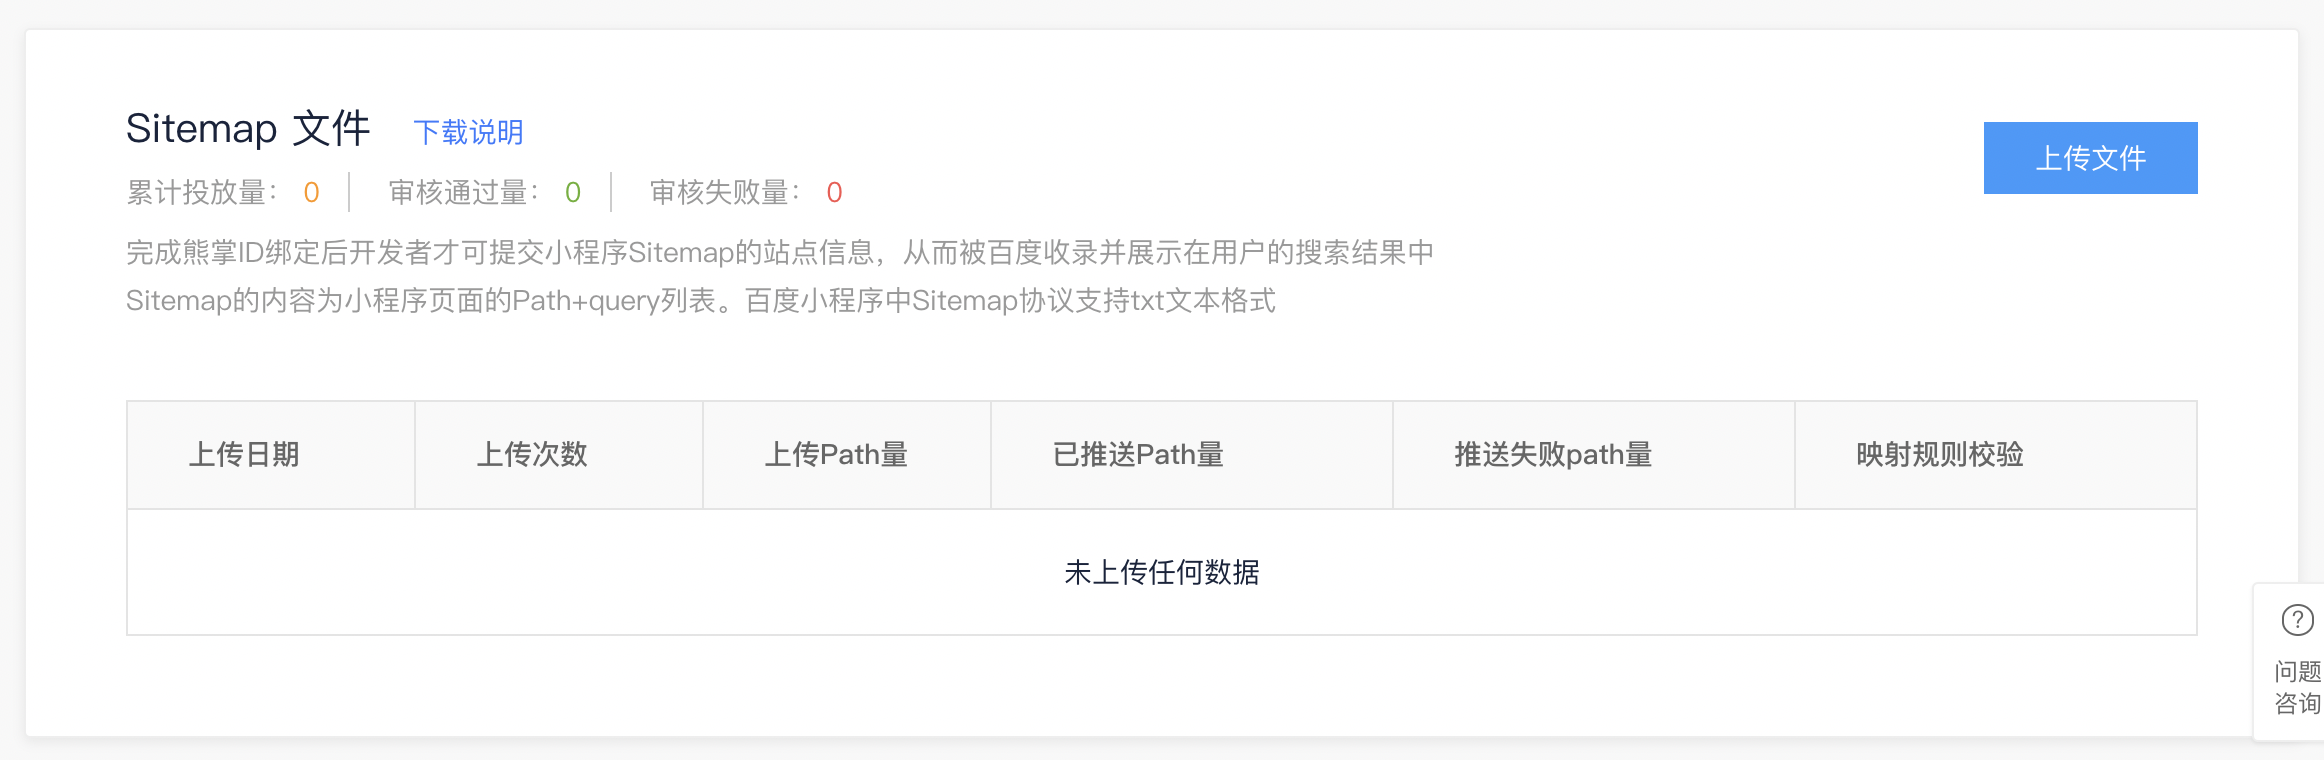 Sitemap 文件 下载说明
上传文件
累计投放量： 0 审核通过量： 0 审核失败量： 0
完成熊掌ID绑定后开发者才可提交小程序Sitemap的站点信息，从而被百度收录并展示在用户的搜索结果中
Sitemap的内容为小程序页面的Path+query列表。百度小程序中Sitemap协议支持txt文本格式
上传日期 上传次数 上传Path量 已推送Path量 推送失败path量 映射规则校验
未上传任何数据
?
问题
咨询